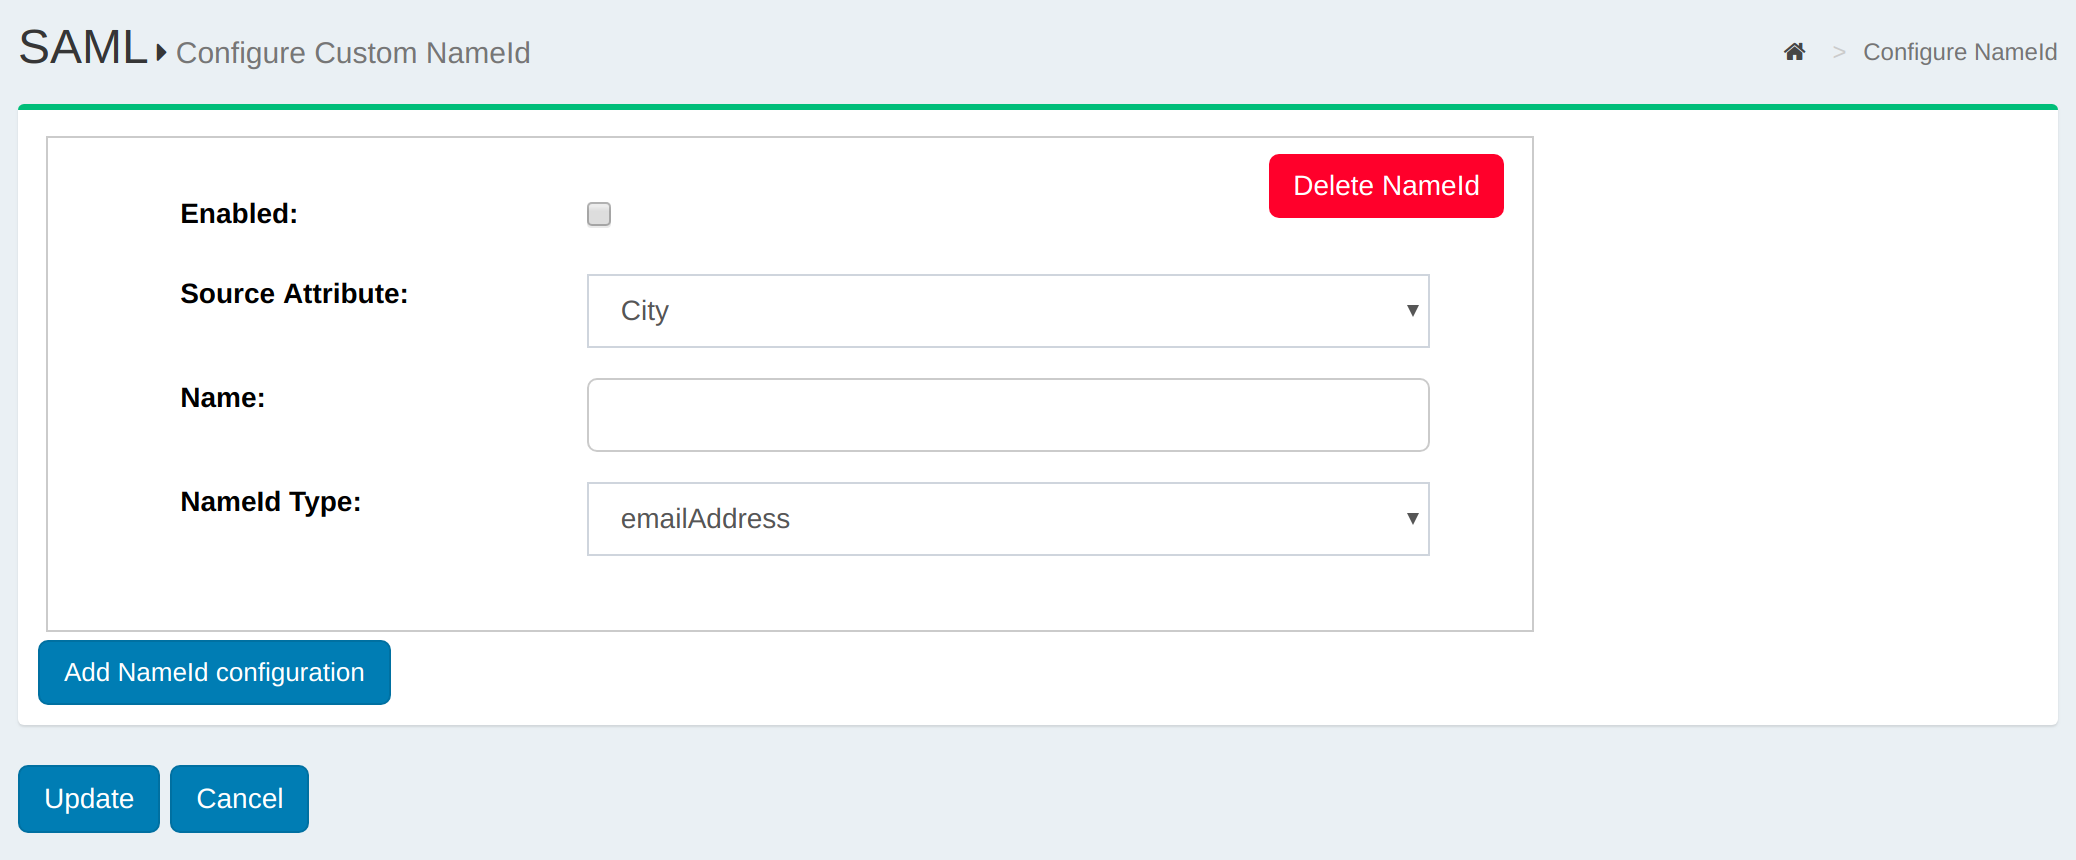 SAML Configure Custom NameId
> Configure NameId
Delete NameId
Enabled:
Source Attribute:
City
Name:
NameId Type:
emailAddress
Add NameId configuration
Update Cancel